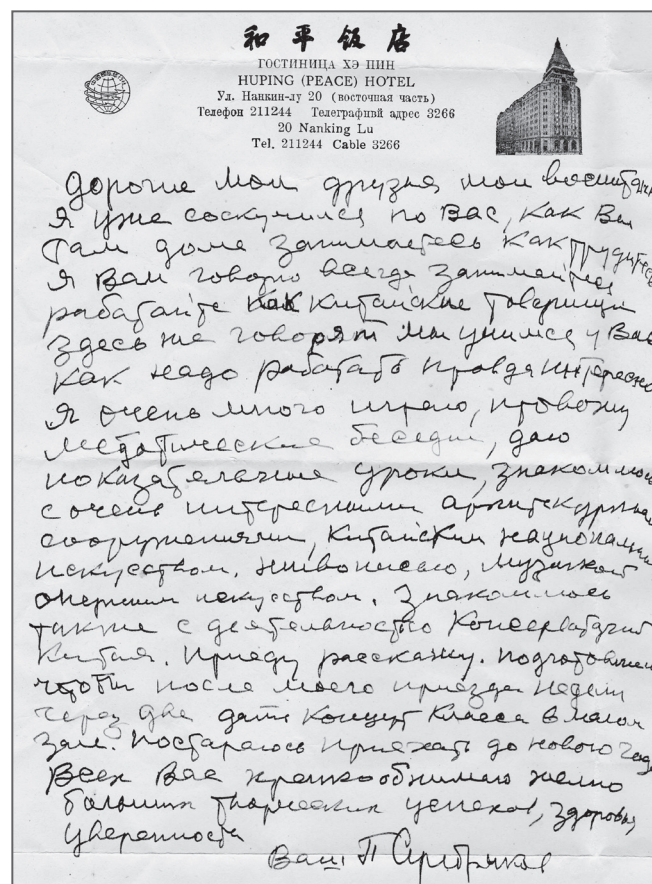 和平饭店
ГОСТИНИЦА ХЭ ПИН
HUPING (PEACE) HOTEL
Ул. Нанкин-лу 20 (восточная часть)
Телефон 211244 Телеграфный адрес 3266
20 Nanking Lu
Tel. 211244 Cable 3266
Дорогие мои друзья мои
Я уже соскучился по Вас, как Вы
там дома занимаетесь как трудитесь
Я Вам говорю всегда занимайтесь
работайте как китайские товарищи
здесь же говорят мы учимся у Вас
как надо работать правда интересно
Я очень много играю, провожу
методические беседы, даю
показательные уроки, знакомлюсь
с очень интересными
сооружениями, китайским
искусством, живописью, музыкой
оперным искусством. Знакомлюсь
также с деятельностью Консерваторий
Китая. Приеду расскажу.
чтобы после моего приезда недели
через две дать концерт класса в малом
зале. Постараюсь приехать до нового года
Всех Вас крепко обнимаю желаю
больших творческих успехов, здоровья
уверенности
Ваш П Серебряков